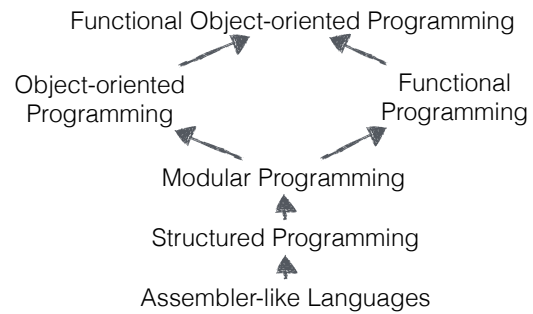 Functional Object-oriented Programming
Object-oriented
Programming
Functional
Programming
Modular Programming
Structured Programming
Assembler-like Languages